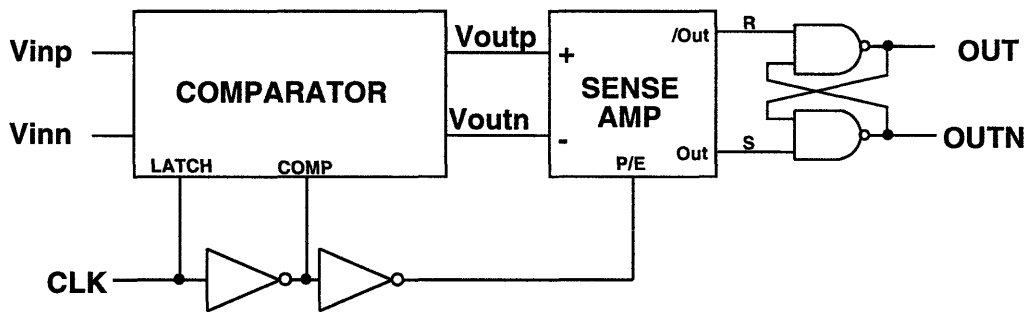 Vinp
Vinn
COMPARATOR
LATCH
COMP
Voutp
Voutn
+
-
SENSE
AMP
/Out
Out
P/E
R
S
OUT
OUTN
CLK